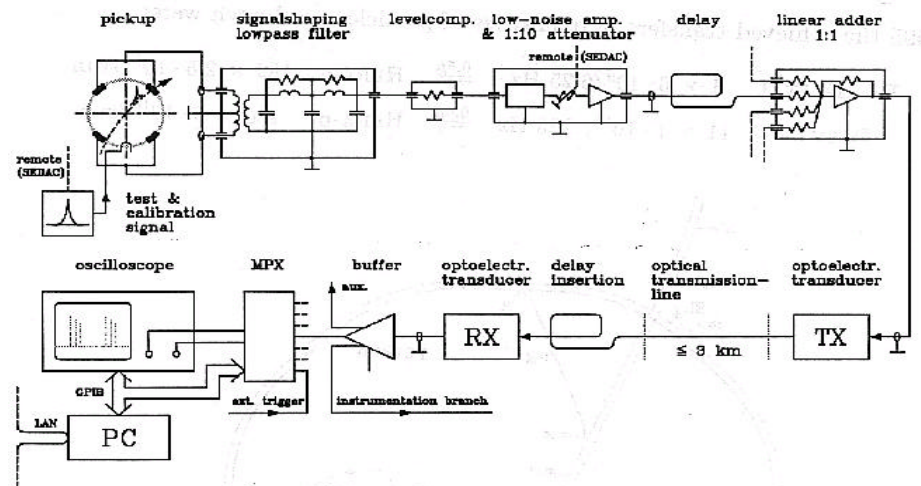 pickup
signalshaping
lowpass filter
levelcomp.
low-noise amp.
& 1:10 attenuator
delay
linear adder
1:1
remote (SEDAC)
remote
(SEDAC)
test &
calibration
signal
oscilloscope
MPX
buffer
optoelectr.
transducer
delay
insertion
optical
transmission-
line
optoelectr.
transducer
aux.
RX
TX
≤ 3 km
GPIB
ext. trigger
instrumentation branch
LAN
PC